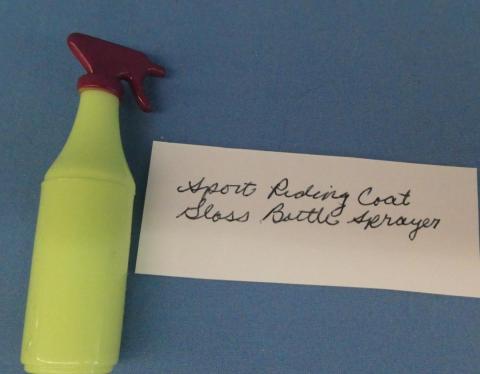 Sport Riding Coat
Gloss Bottle Sprayer